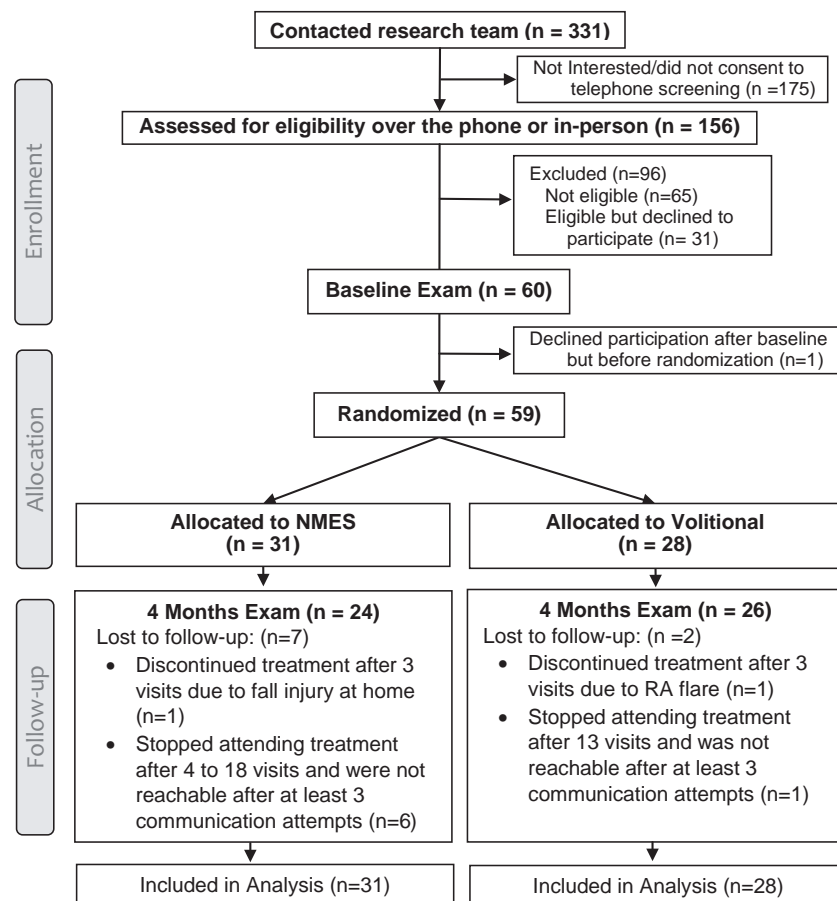 Contacted research team (n = 331)
Not Interested/did not consent to
telephone screening (n =175)
Assessed for eligibility over the phone or in-person (n = 156)
Enrollment
Excluded (n=96)
Not eligible (n=65)
Eligible but declined to
participate (n= 31)
Baseline Exam (n = 60)
Declined participation after baseline
but before randomization (n=1)
Randomized (n = 59)
Allocation
Allocated to NMES
(n = 31)
Allocated to Volitional
(n = 28)
Follow-up
4 Months Exam (n = 24)
Lost to follow-up: (n=7)
• Discontinued treatment after 3
visits due to fall injury at home
(n=1)
• Stopped attending treatment
after 4 to 18 visits and were not
reachable after at least 3
communication attempts (n=6)
4 Months Exam (n = 26)
Lost to follow-up: (n =2)
• Discontinued treatment after 3
visits due to RA flare (n=1)
• Stopped attending treatment
after 13 visits and was not
reachable after at least 3
communication attempts (n=1)
Included in Analysis (n=31)
Included in Analysis (n=28)